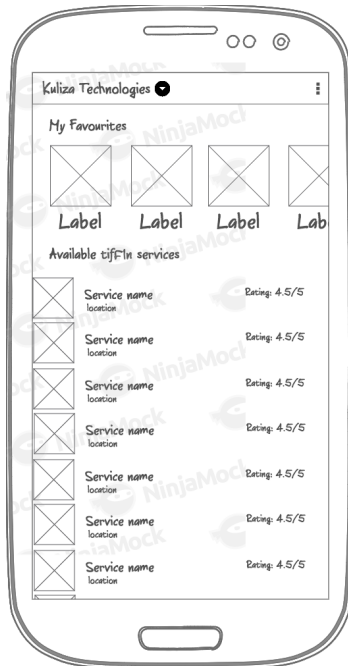 Kuliza Technologies
My Favourites
Label Label Label Lab
Available tiffin services
Service name Rating: 4.5/5
location
Service name Rating: 4.5/5
location
Service name Rating: 4.5/5
location
Service name Rating: 4.5/5
location
Service name Rating: 4.5/5
location
Service name Rating: 4.5/5
location
Service name Rating: 4.5/5
location
NinjaMock